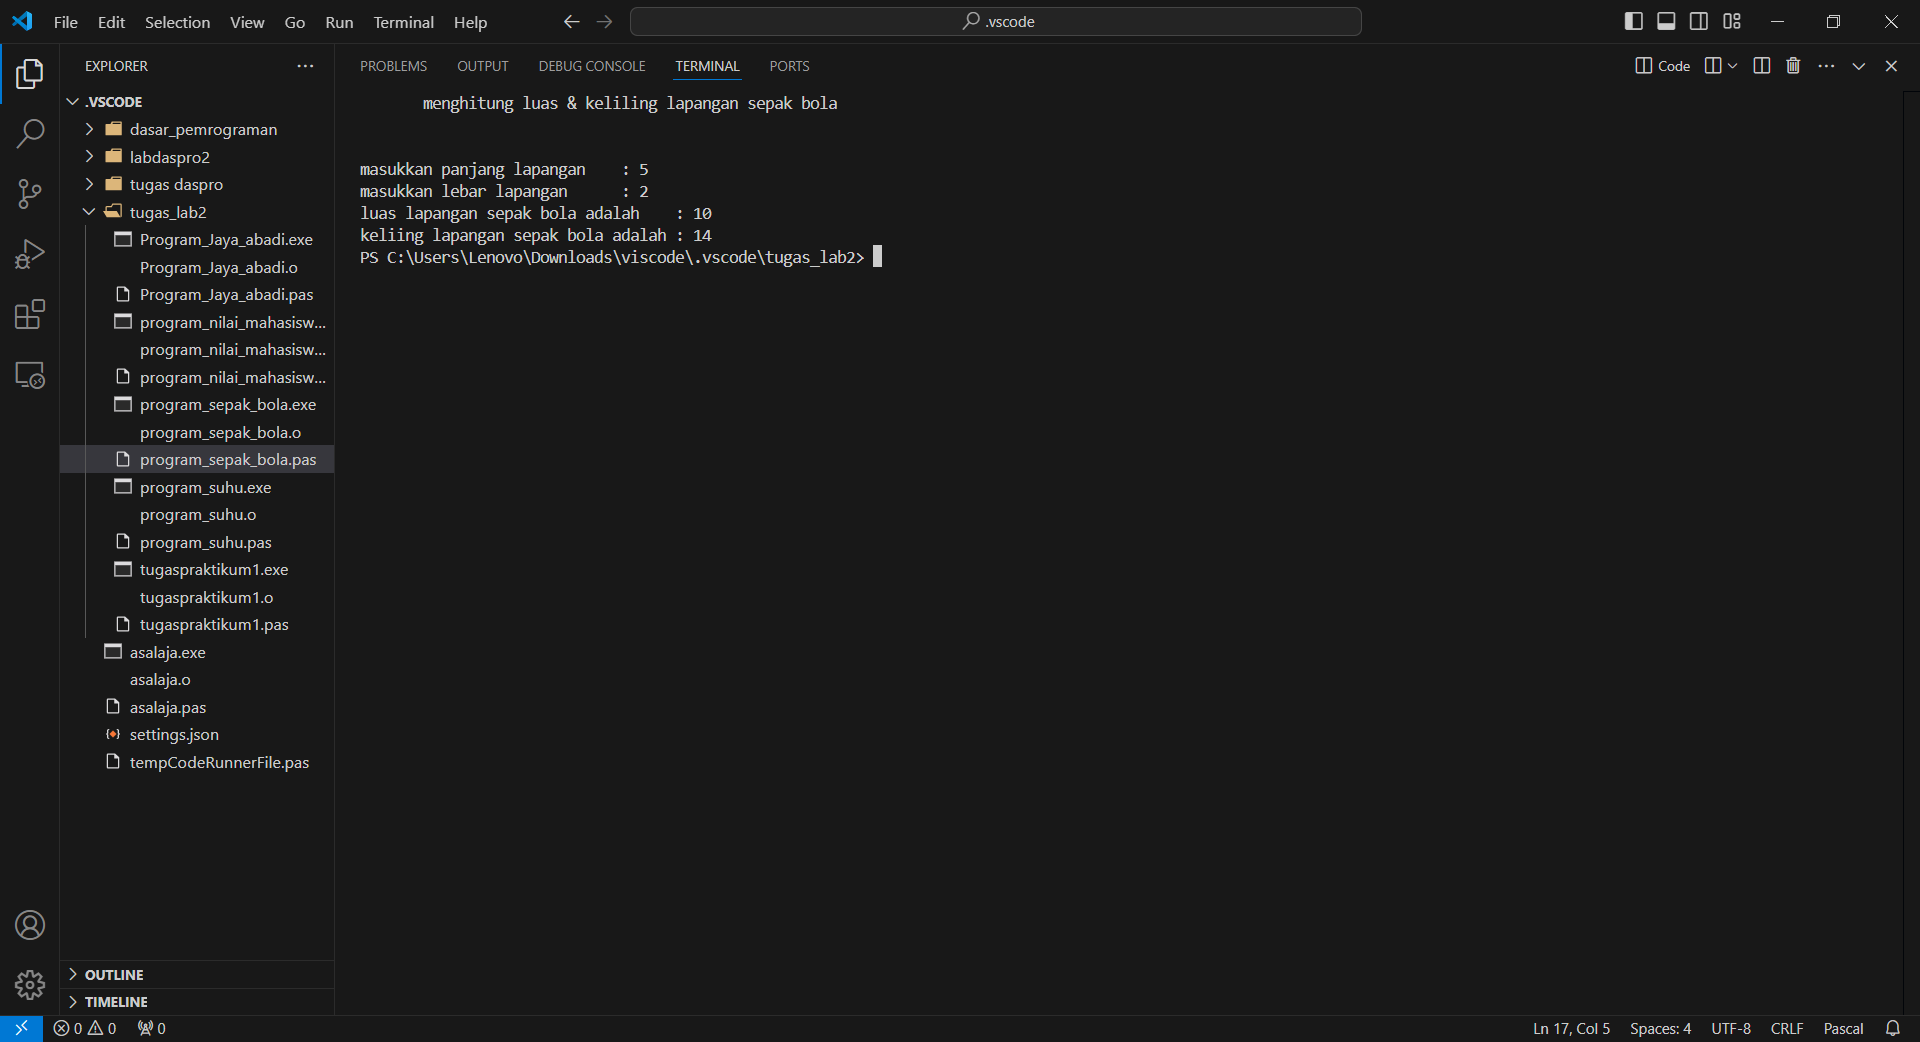 File Edit Selection View Go Run Terminal Help
.vscode
EXPLORER
.VSCODE
dasar_pemrograman
labdaspro2
tugas daspro
tugas_lab2
Program_Jaya_abadi.exe
Program_Jaya_abadi.o
Program_Jaya_abadi.pas
program_nilai_mahasisw...
program_nilai_mahasisw...
program_nilai_mahasisw...
program_sepak_bola.exe
program_sepak_bola.o
program_sepak_bola.pas
program_suhu.exe
program_suhu.o
program_suhu.pas
tugaspraktikum1.exe
tugaspraktikum1.o
tugaspraktikum1.pas
asalaja.exe
asalaja.o
asalaja.pas
settings.json
tempCodeRunnerFile.pas
OUTLINE
TIMELINE
PROBLEMS OUTPUT DEBUG CONSOLE TERMINAL PORTS
Code
menghitung luas & keliling lapangan sepak bola
masukkan panjang lapangan : 5
masukkan lebar lapangan : 2
luas lapangan sepak bola adalah : 10
keliing lapangan sepak bola adalah : 14
PS C:\Users\Lenovo\Downloads\viscode\.vscode\tugas_lab2>
0 0 0
Ln 17, Col 5 Spaces: 4 UTF-8 CRLF Pascal